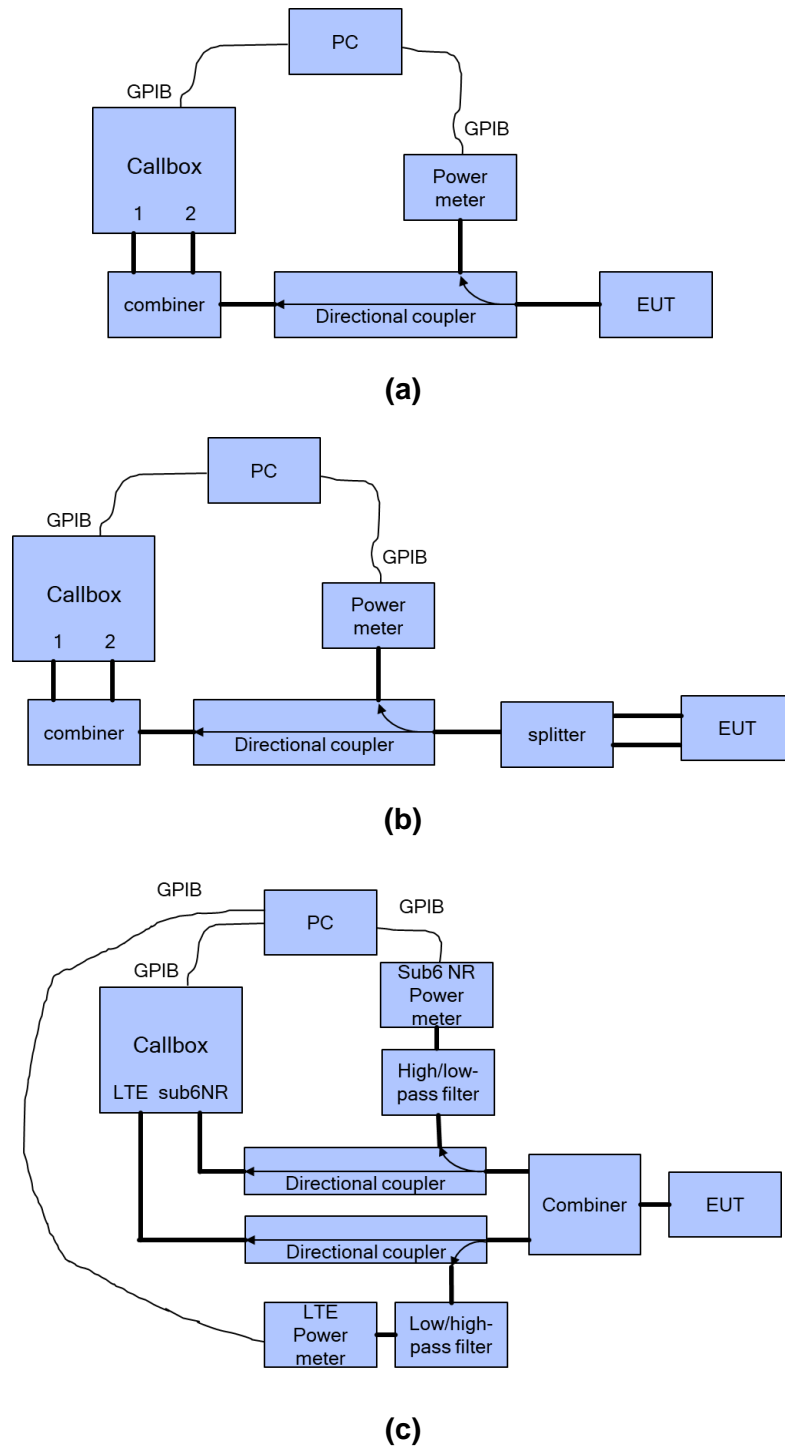 PC
GPIB
GPIB
Callbox
1 2
Power
meter
combiner
Directional coupler
EUT
(a)
PC
GPIB
GPIB
Callbox
1 2
Power
meter
combiner
Directional coupler
splitter
EUT
(b)
GPIB
PC
GPIB
GPIB
Sub6 NR
Power
meter
Callbox
LTE sub6NR
High/low-
pass filter
Directional coupler
Combiner
EUT
Directional coupler
LTE
Power
meter
Low/high-
pass filter
(c)